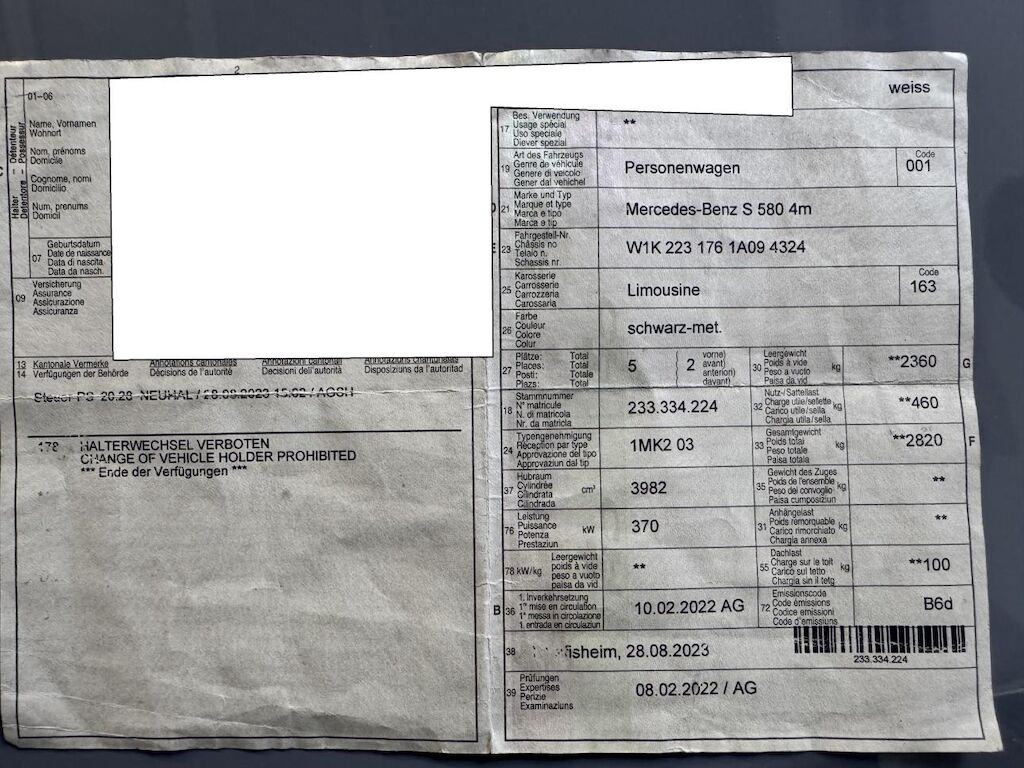 2
01-06
Halter - Détenteur
Detentore - Possessur
Name, Vornamen
Wohnort
Nom, prénoms
Domicile
Cognome, nomi
Domicilio
Num, prenums
Domicil
07
Geburtsdatum
Date de naissance
Data di nascita
Data da nasch.
09
Versicherung
Assurance
Assicurazione
Assicuranza
13 Kantonale Vermerke Annotations cantonales Annotazioni cantonali Annotaziuns chantunalas
14 Verfügungen der Behörde Décisions de l'autorité Decisioni dell'autorità Disposiziuns da l'autoritad
178 HALTERWECHSEL VERBOTEN
CHANGE OF VEHICLE HOLDER PROHIBITED
*** Ende der Verfügungen ***
weiss
17
Bes. Verwendung
Usage spécial
Uso speciale
Diever spezial
**
19
Art des Fahrzeugs
Genre de véhicule
Genere di veicolo
Gener dal vehichel
Personenwagen
Code
001
D 21
Marke und Typ
Marque et type
Marca e tipo
Marca e tip
Mercedes-Benz S 580 4m
E 23
Fahrgestell-Nr.
Châssis no
Telaio n.
Schassis nr.
W1K 223 176 1A09 4324
25
Karosserie
Carrosserie
Carrozzeria
Carossaria
Limousine
Code
163
26
Farbe
Couleur
Colore
Colur
schwarz-met.
27
Plätze: Total
Places: Total
Posti: Totale
Plazs: Total
5
( 2
vorne)
avant)
anteriori)
davant)
30
Leergewicht
Poids à vide
Peso a vuoto
Paisa da vid
kg
**2360
G
18
Stammnummer
N° matricule
N. di matricola
Nr. da matricla
233.334.224
32
Nutz-/Sattellast
Charge utile/sellette
Carico utile/sella
Chargia utila/sella
kg
**460
24
Typengenehmigung
Réception par type
Approvazione del tipo
Approvaziun dal tip
1MK2 03
33
Gesamtgewicht
Poids total
Peso totale
Paisa totala
kg
**2820
F
37
Hubraum
Cylindrée
Cilindrata
Cilindrada
cm³
3982
35
Gewicht des Zuges
Poids de l'ensemble
Peso del convoglio
Paisa cumposiziun
kg
**
76
Leistung
Puissance
Potenza
Prestaziun
kW
370
31
Anhängelast
Poids remorquable
Carico rimorchiato
Chargia annexa
kg
**
78 kW/kg
Leergewicht
poids à vide
peso a vuoto
paisa da vid
**
55
Dachlast
Charge sur le toit
Carico sul tetto
Chargia sin il tetg
kg
**100
B 36
1. Inverkehrsetzung
1re mise en circulation
1a messa in circolazione
1. entrada en circulaziun
10.02.2022 AG
72
Emissionscode
Code émissions
Codice emissioni
Code d'emissiuns
B6d
38
isheim, 28.08.2023
233.334.224
39
Prüfungen
Expertises
Perizie
Examinaziuns
08.02.2022 / AG